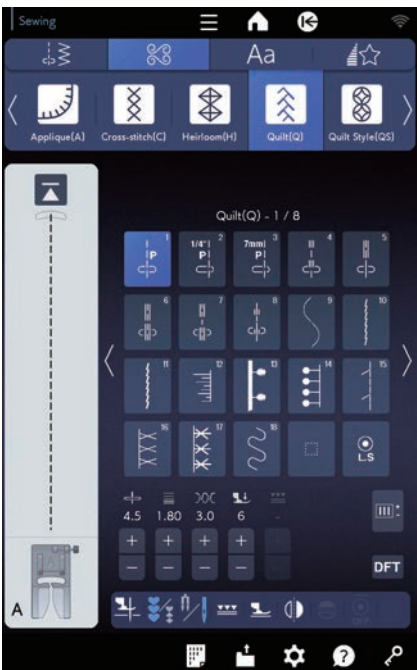 Sewing
Aa
Applique(A) Cross-stitch(C) Heirloom(H) Quilt(Q) Quilt Style(QS)
Quilt(Q) - 1 / 8
1 2 3 4 5
P 1/4" P 7mm P
6 7 8 9 10
11 12 13 14 15
16 17 18
L.S
4.5 1.80 3.0 6 -
+ + + + +
- - - - -
DFT
A
OFF
?